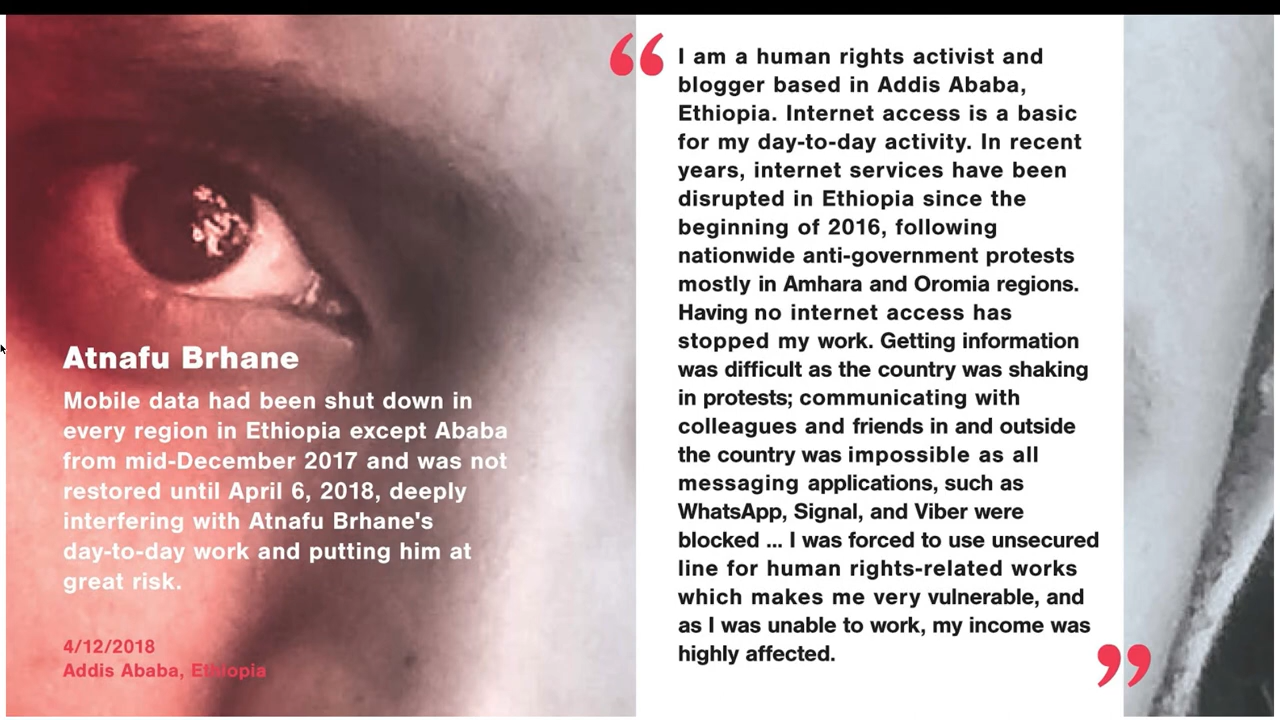 Atnafu Brhane
Mobile data had been shut down in
every region in Ethiopia except Ababa
from mid-December 2017 and was not
restored until April 6, 2018, deeply
interfering with Atnafu Brhane's
day-to-day work and putting him at
great risk.
4/12/2018
Addis Ababa, Ethiopia
“ I am a human rights activist and
blogger based in Addis Ababa,
Ethiopia. Internet access is a basic
for my day-to-day activity. In recent
years, internet services have been
disrupted in Ethiopia since the
beginning of 2016, following
nationwide anti-government protests
mostly in Amhara and Oromia regions.
Having no internet access has
stopped my work. Getting information
was difficult as the country was shaking
in protests; communicating with
colleagues and friends in and outside
the country was impossible as all
messaging applications, such as
WhatsApp, Signal, and Viber were
blocked ... I was forced to use unsecured
line for human rights-related works
which makes me very vulnerable, and
as I was unable to work, my income was
highly affected. ”